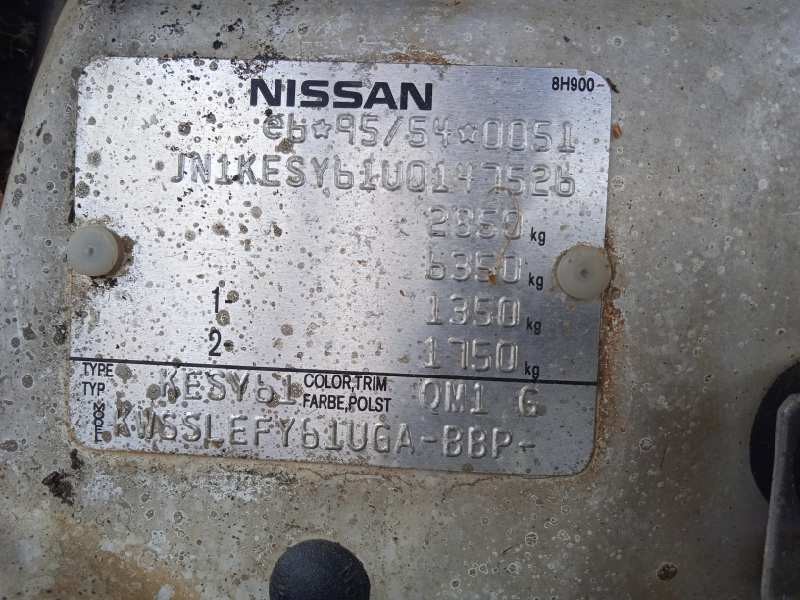 NISSAN 8H900-
e6*95/54*0051
JN1KESY61U0147526
2850 kg
6350 kg
1- 1350 kg
2- 1750 kg
TYPE TYP KESY61 COLOR,TRIM FARBE,POLST QM1 G
MODELL KWSSLEFY61UGA-BBP-